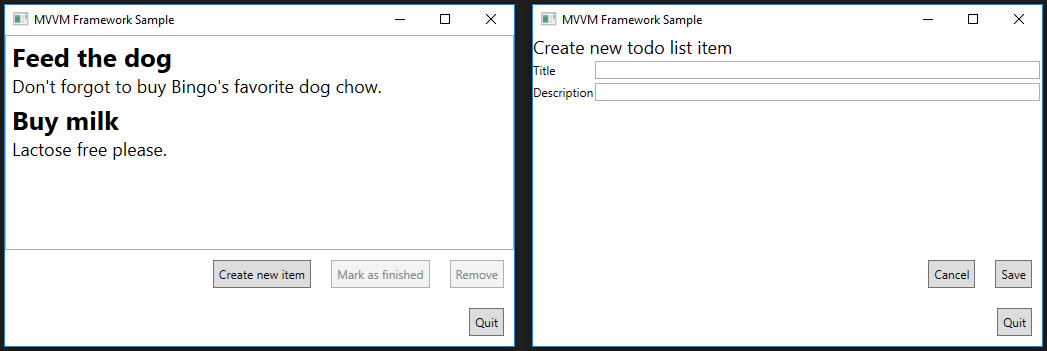 MVVM Framework Sample
Feed the dog
Don't forgot to buy Bingo's favorite dog chow.
Buy milk
Lactose free please.
Create new item
Mark as finished
Remove
Quit
MVVM Framework Sample
Create new todo list item
Title
Description
Cancel
Save
Quit